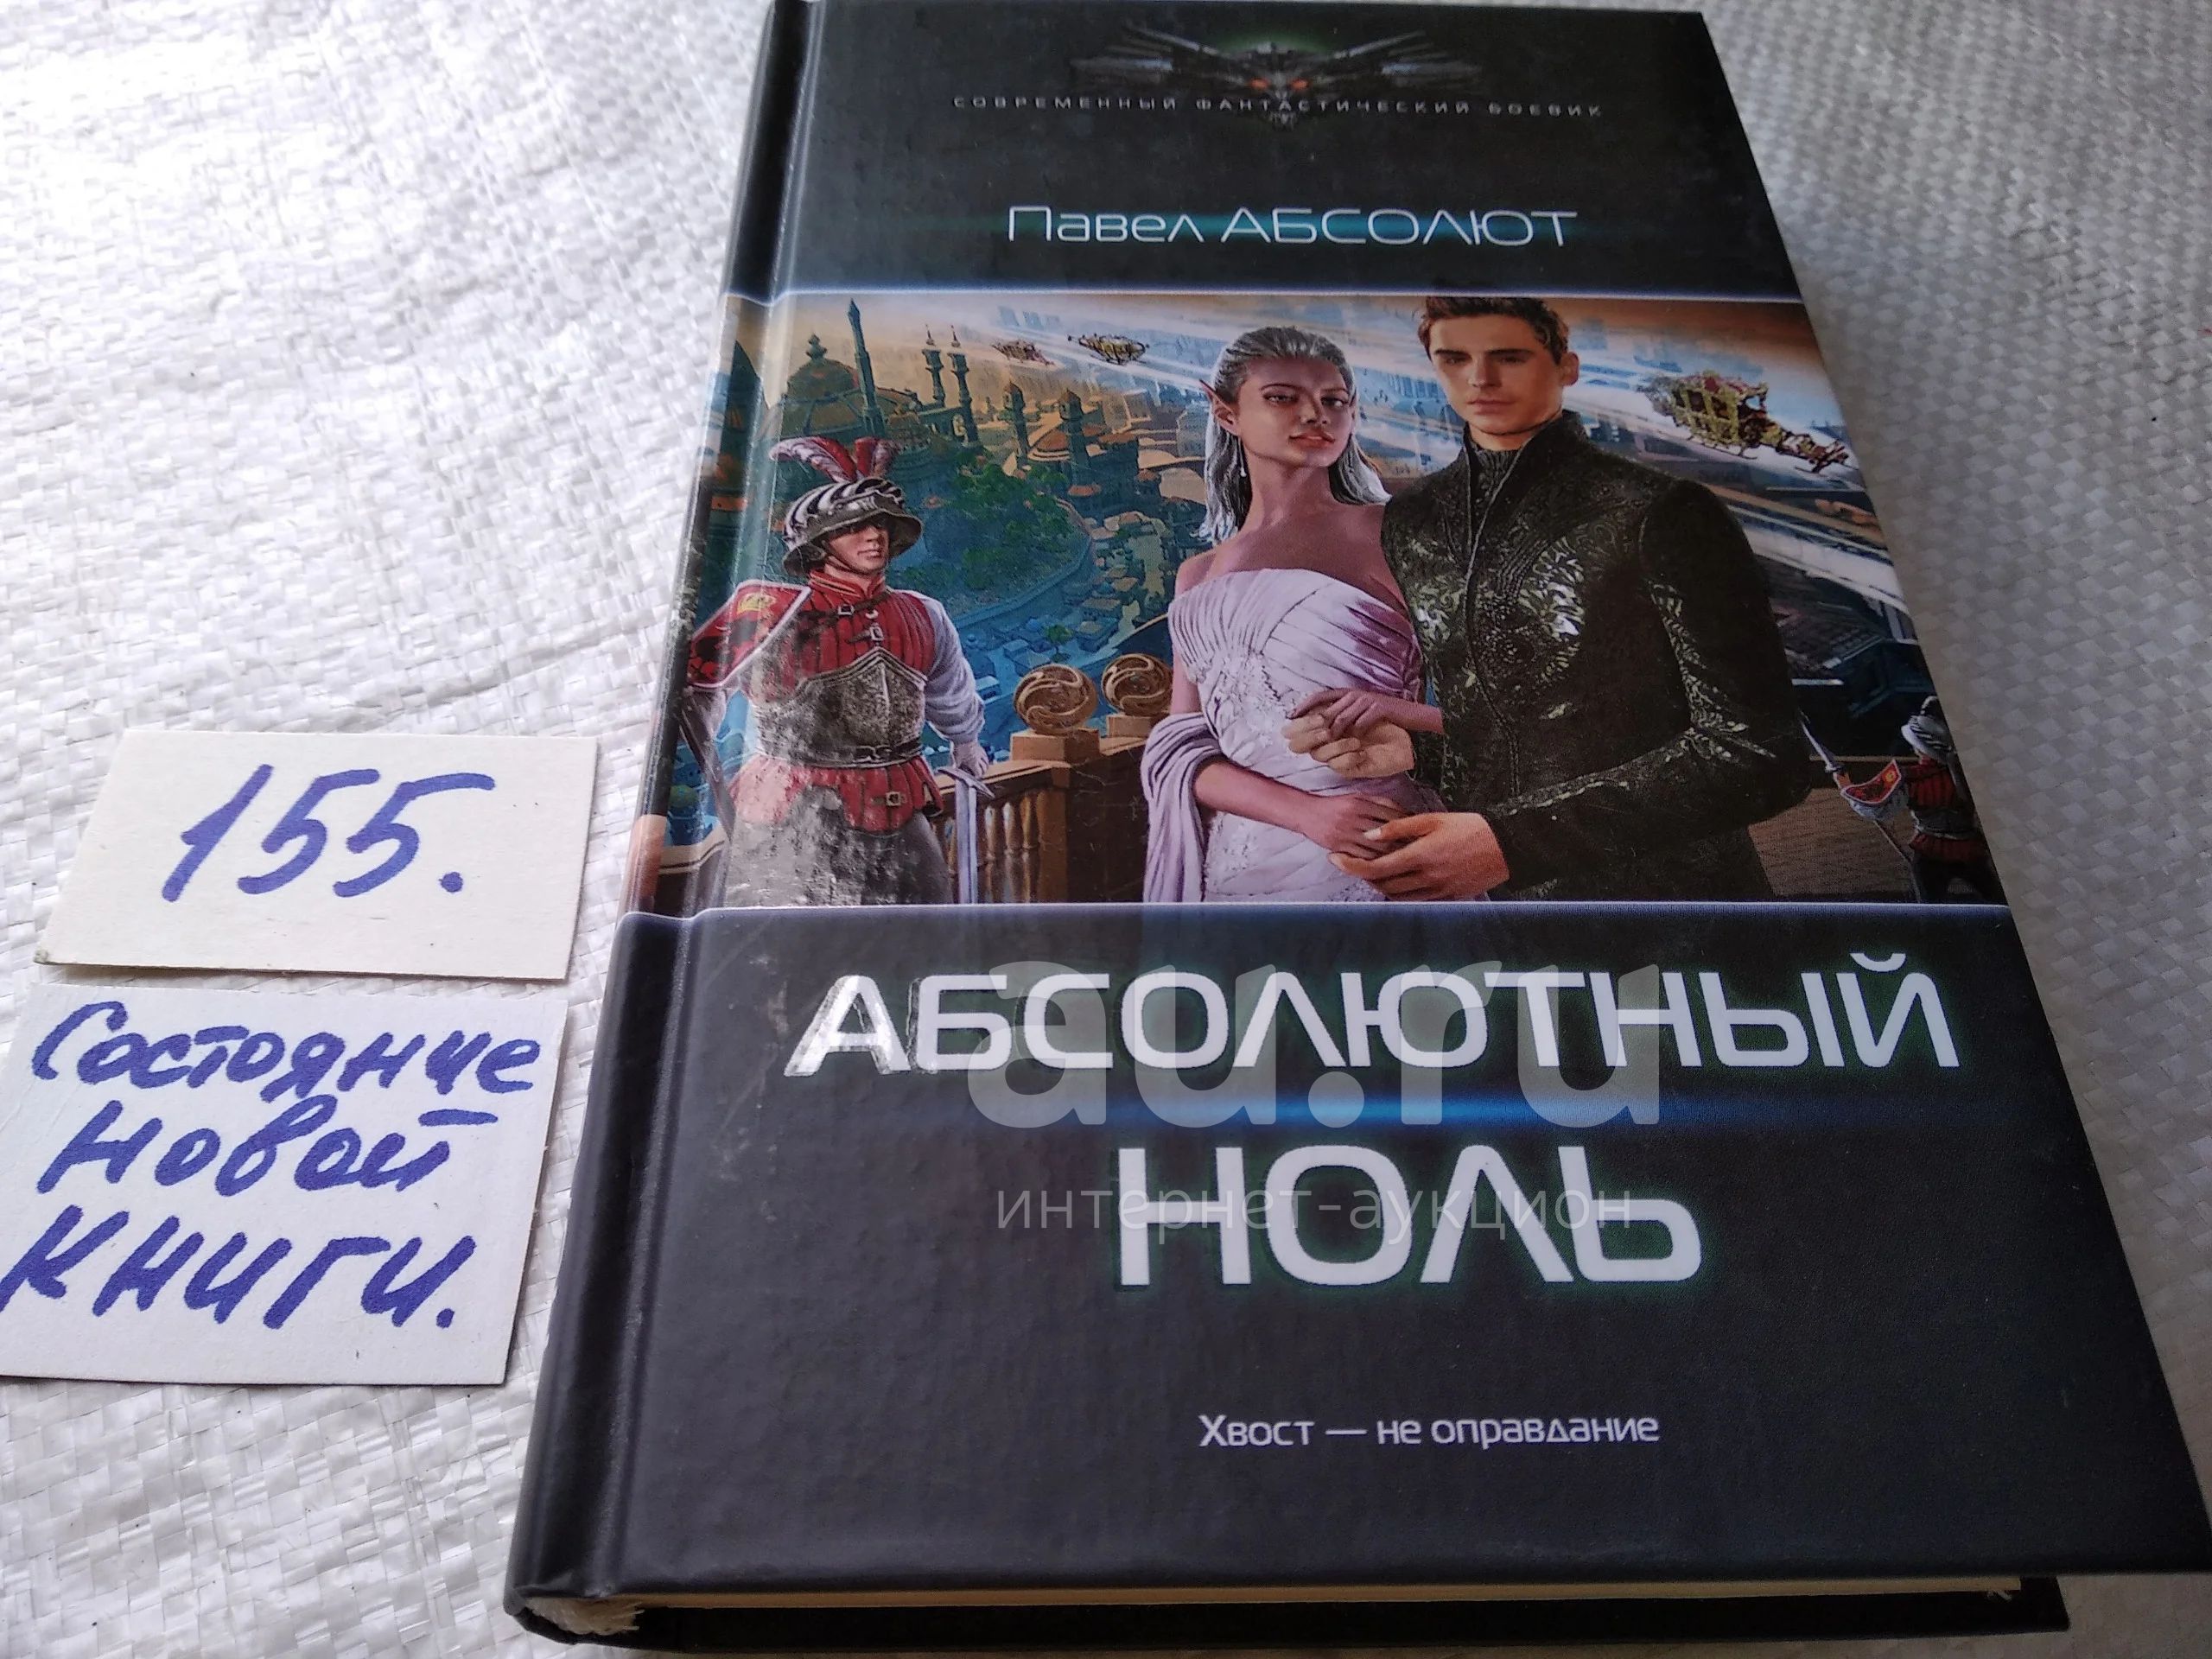 СОВРЕМЕННЫЙ ФАНТАСТИЧЕСКИЙ БОЕВИК
Павел АБСОЛЮТ
155.
Состояние
новой
книги.
АБСОЛЮТНЫЙ
au.ru
НОЛЬ
интернет-аукцион
Хвост — не оправдание